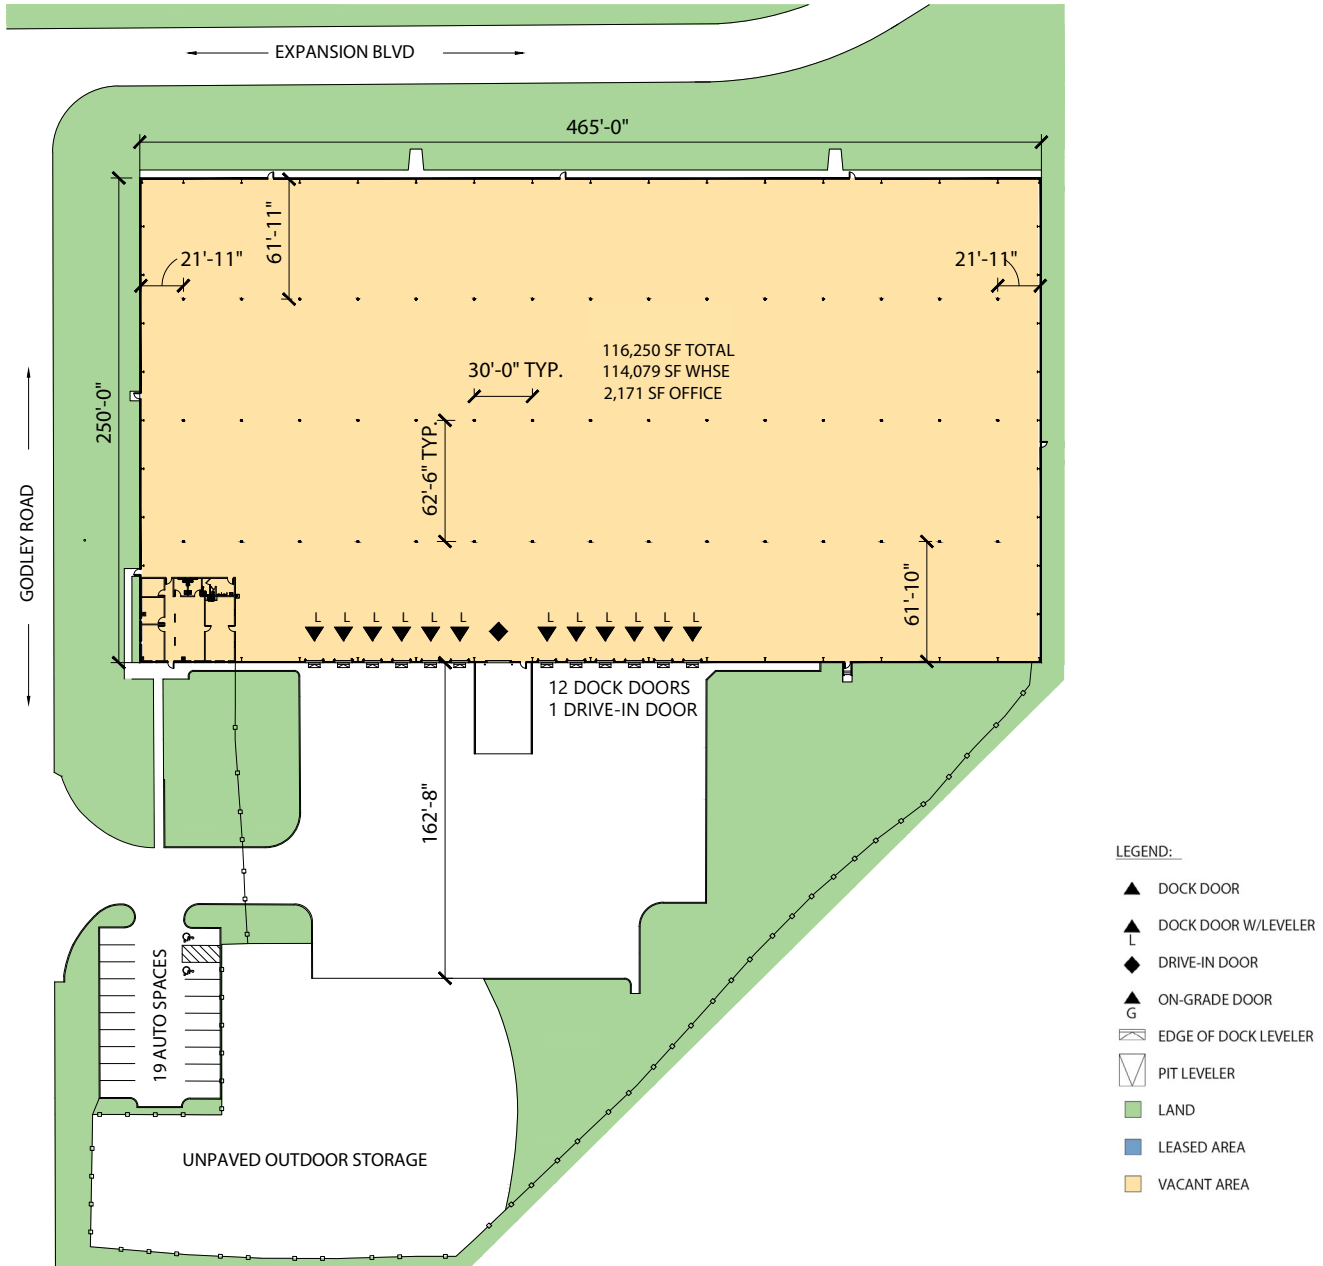 EXPANSION BLVD
465'-0"
61'-11"
21'-11"
21'-11"
116,250 SF TOTAL
114,079 SF WHSE
2,171 SF OFFICE
30'-0" TYP.
250'-0"
62'-6" TYP.
GODLEY ROAD
61'-10"
L L L L L L L L L L L L
12 DOCK DOORS
1 DRIVE-IN DOOR
162'-8"
19 AUTO SPACES
UNPAVED OUTDOOR STORAGE
LEGEND:
DOCK DOOR
DOCK DOOR W/LEVELER
L
DRIVE-IN DOOR
ON-GRADE DOOR
G
EDGE OF DOCK LEVELER
PIT LEVELER
LAND
LEASED AREA
VACANT AREA